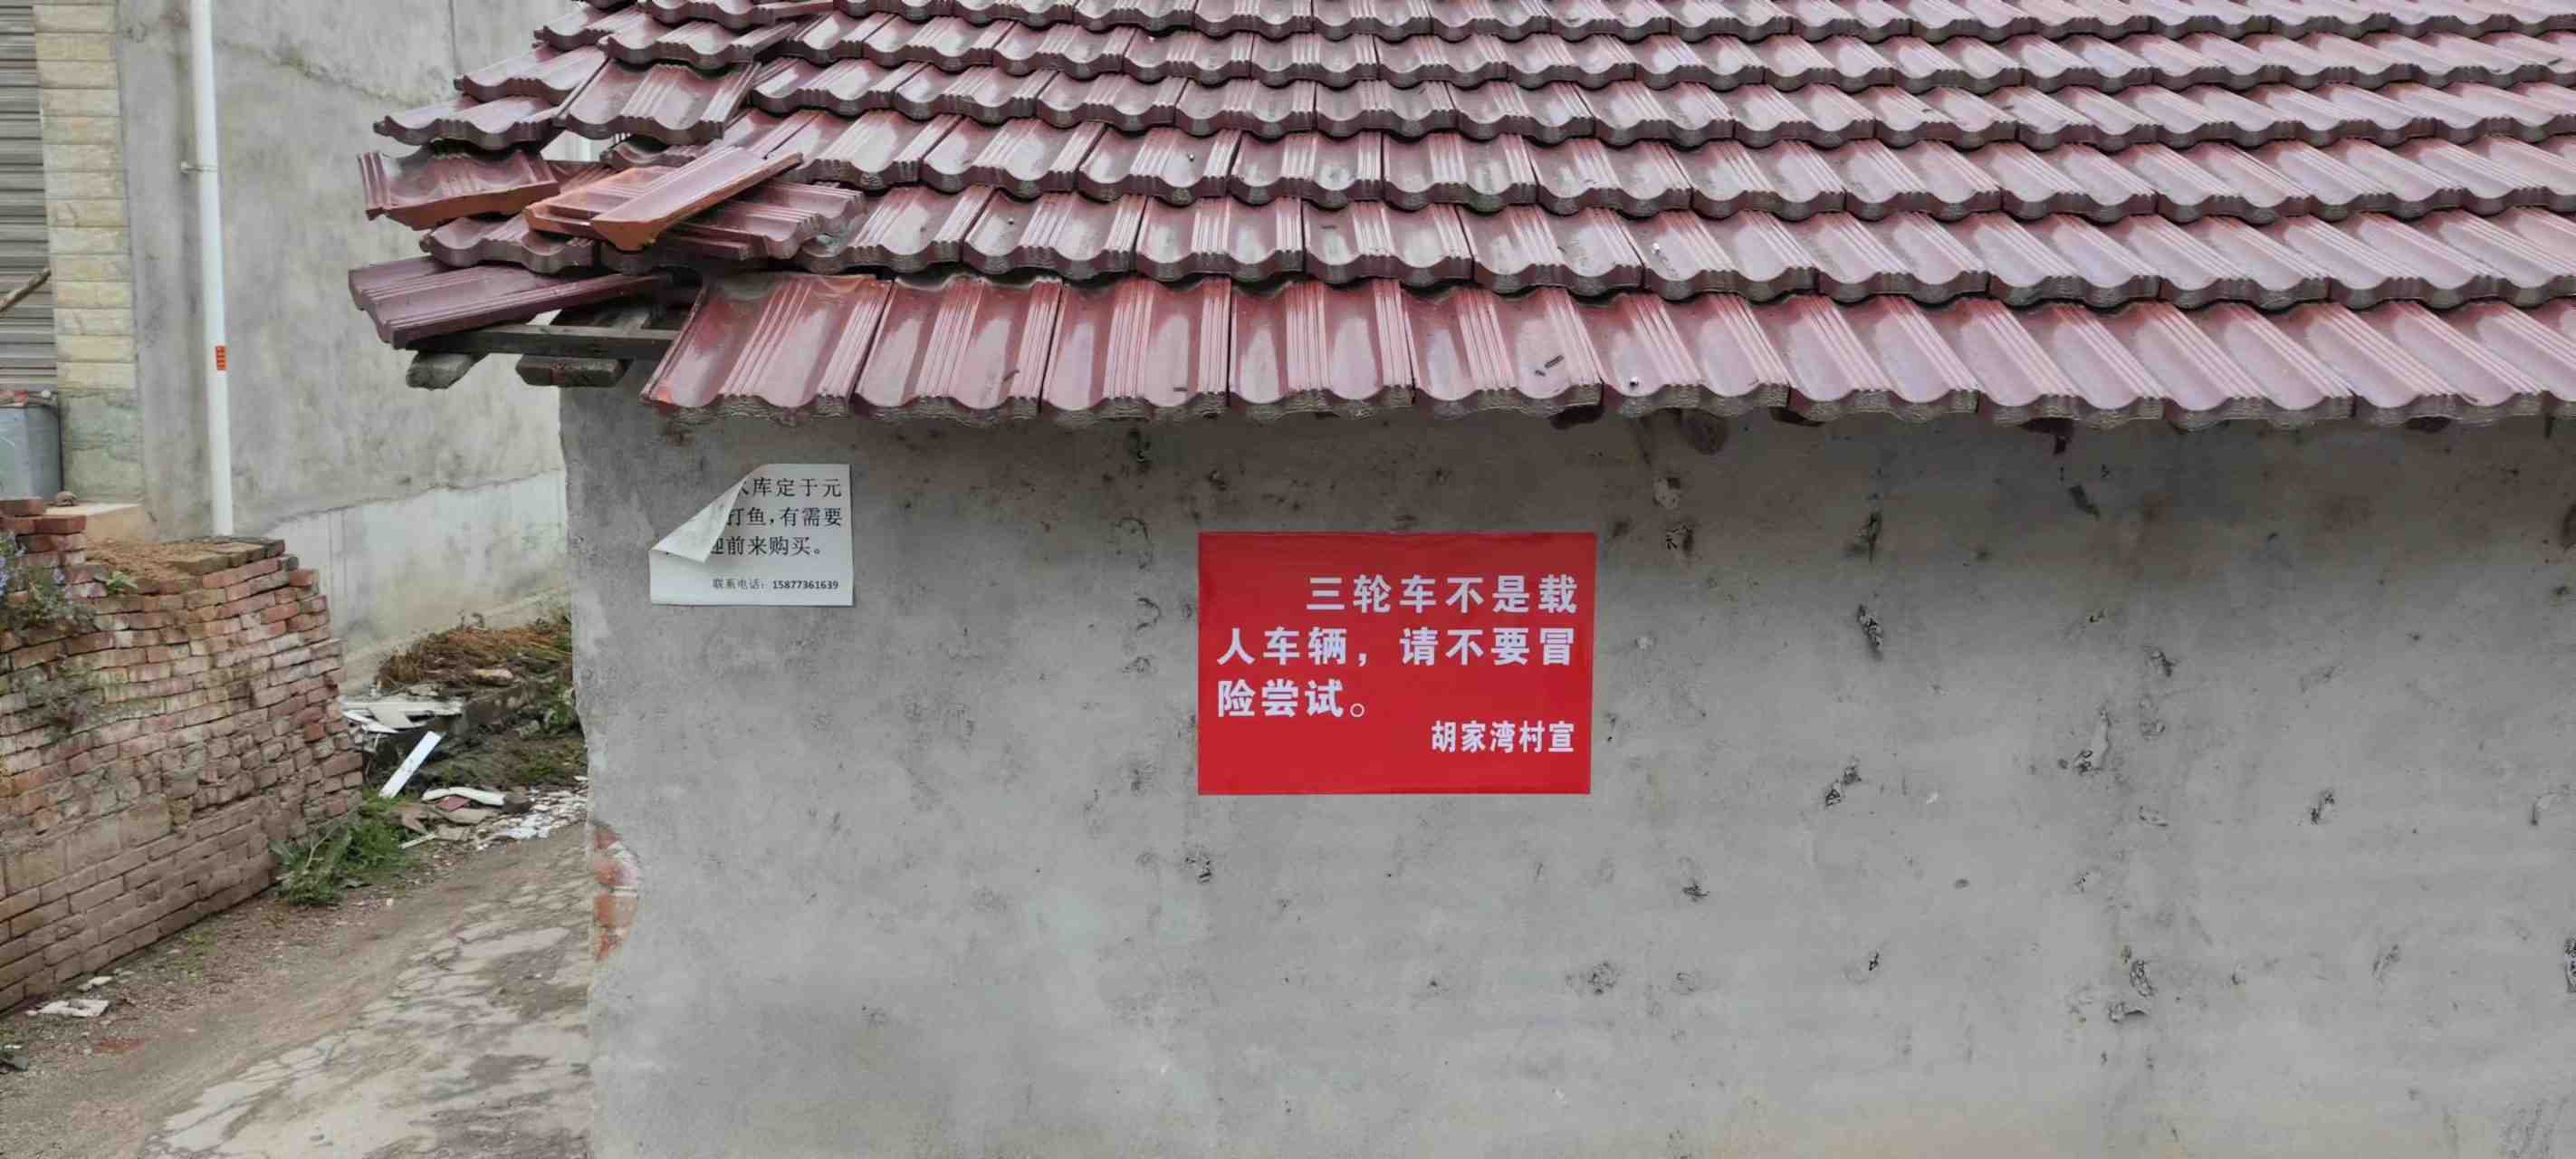 库定于元
打鱼，有需要
迎前来购买。
联系电话：15877361639
三轮车不是载
人车辆，请不要冒
险尝试。
胡家湾村宣